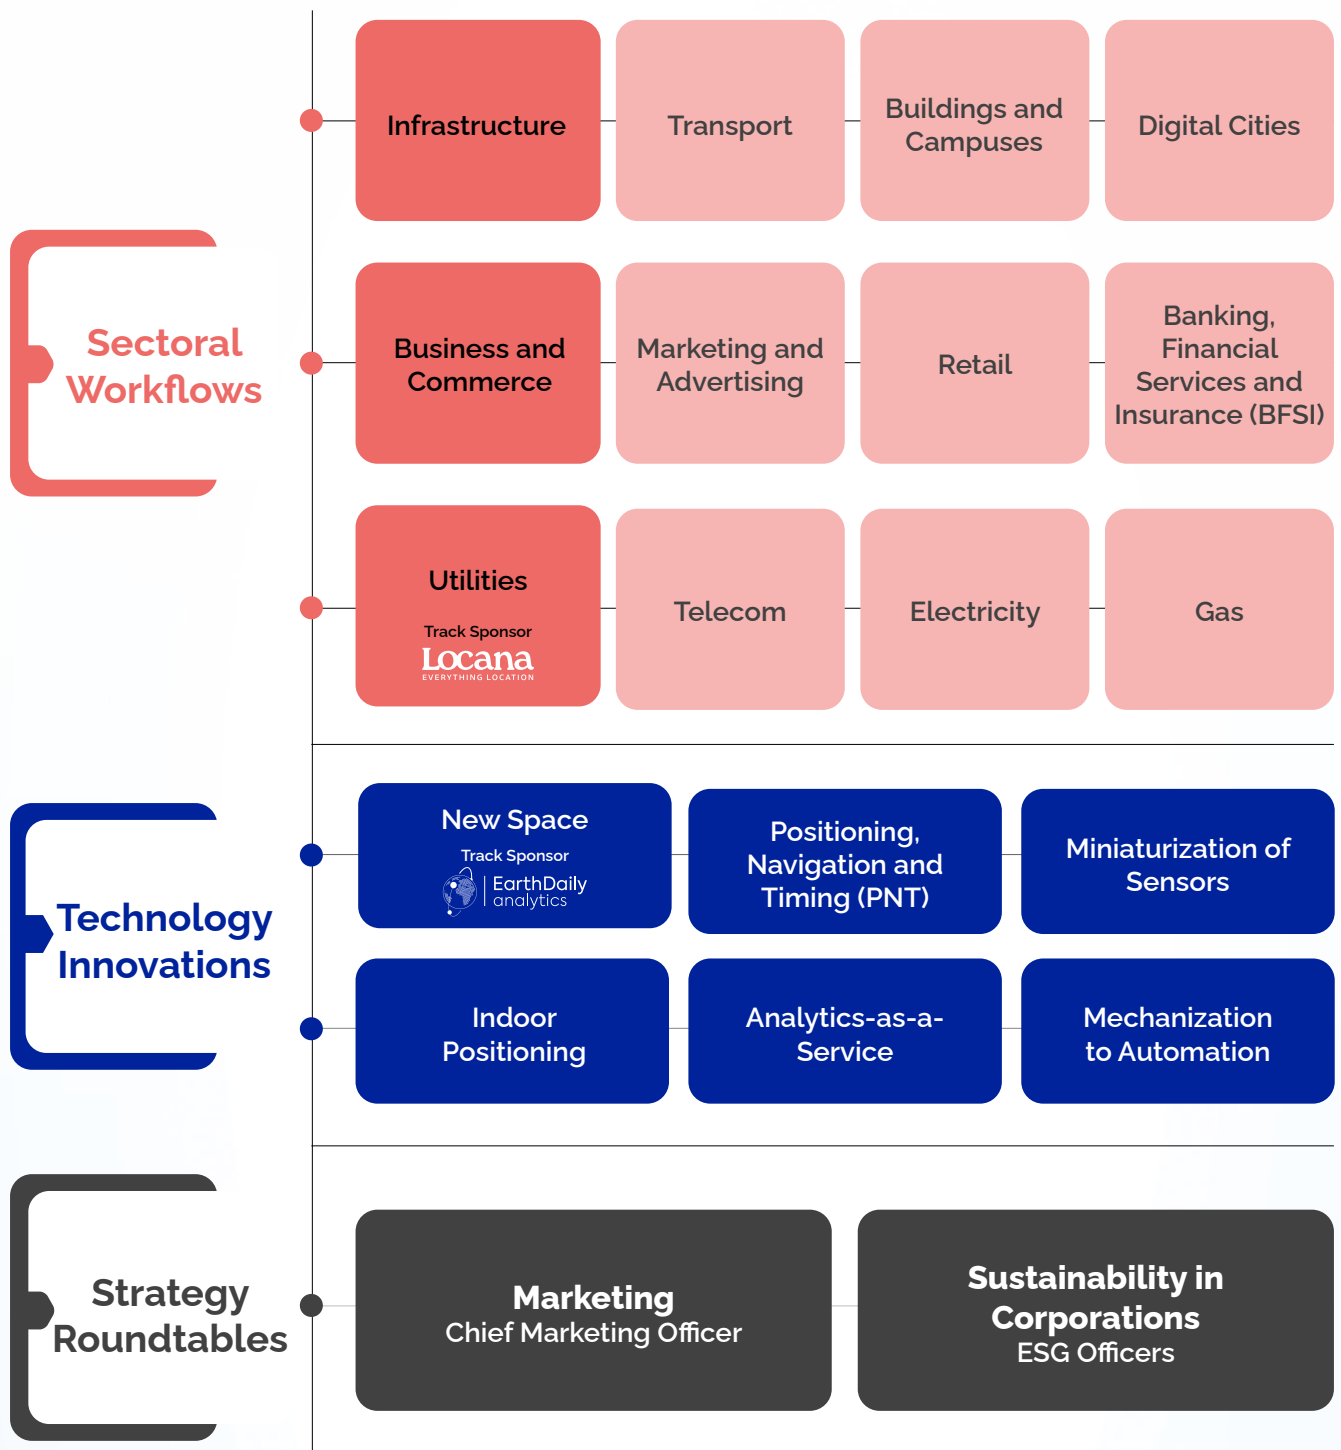 Sectoral
Workflows
Infrastructure
Transport
Buildings and
Campuses
Digital Cities
Business and
Commerce
Marketing and
Advertising
Retail
Banking,
Financial
Services and
Insurance (BFSI)
Utilities
Track Sponsor
Locana
EVERYTHING LOCATION
Telecom
Electricity
Gas
Technology
Innovations
New Space
Track Sponsor
EarthDaily
analytics
Positioning,
Navigation and
Timing (PNT)
Miniaturization of
Sensors
Indoor
Positioning
Analytics-as-a-
Service
Mechanization
to Automation
Strategy
Roundtables
Marketing
Chief Marketing Officer
Sustainability in
Corporations
ESG Officers